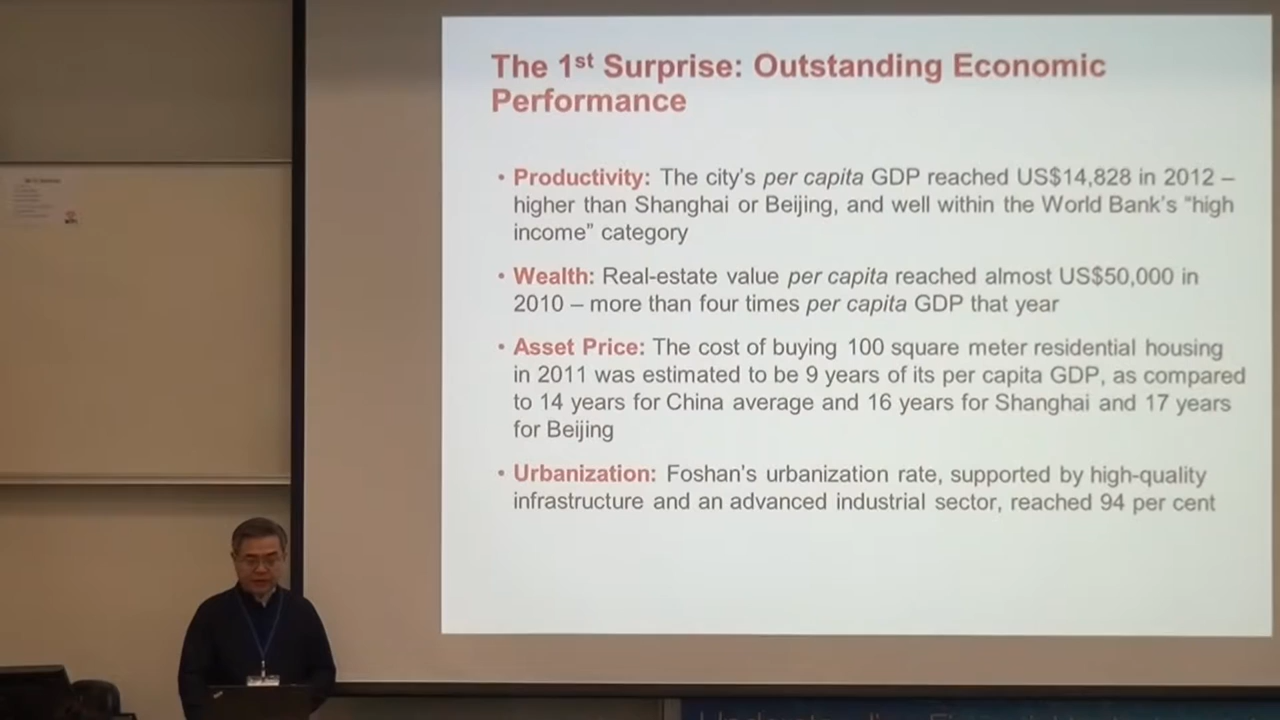 The 1st Surprise: Outstanding Economic
Performance
• Productivity: The city's per capita GDP reached US$14,828 in 2012 –
higher than Shanghai or Beijing, and well within the World Bank's "high
income" category
• Wealth: Real-estate value per capita reached almost US$50,000 in
2010 – more than four times per capita GDP that year
• Asset Price: The cost of buying 100 square meter residential housing
in 2011 was estimated to be 9 years of its per capita GDP, as compared
to 14 years for China average and 16 years for Shanghai and 17 years
for Beijing
• Urbanization: Foshan's urbanization rate, supported by high-quality
infrastructure and an advanced industrial sector, reached 94 per cent